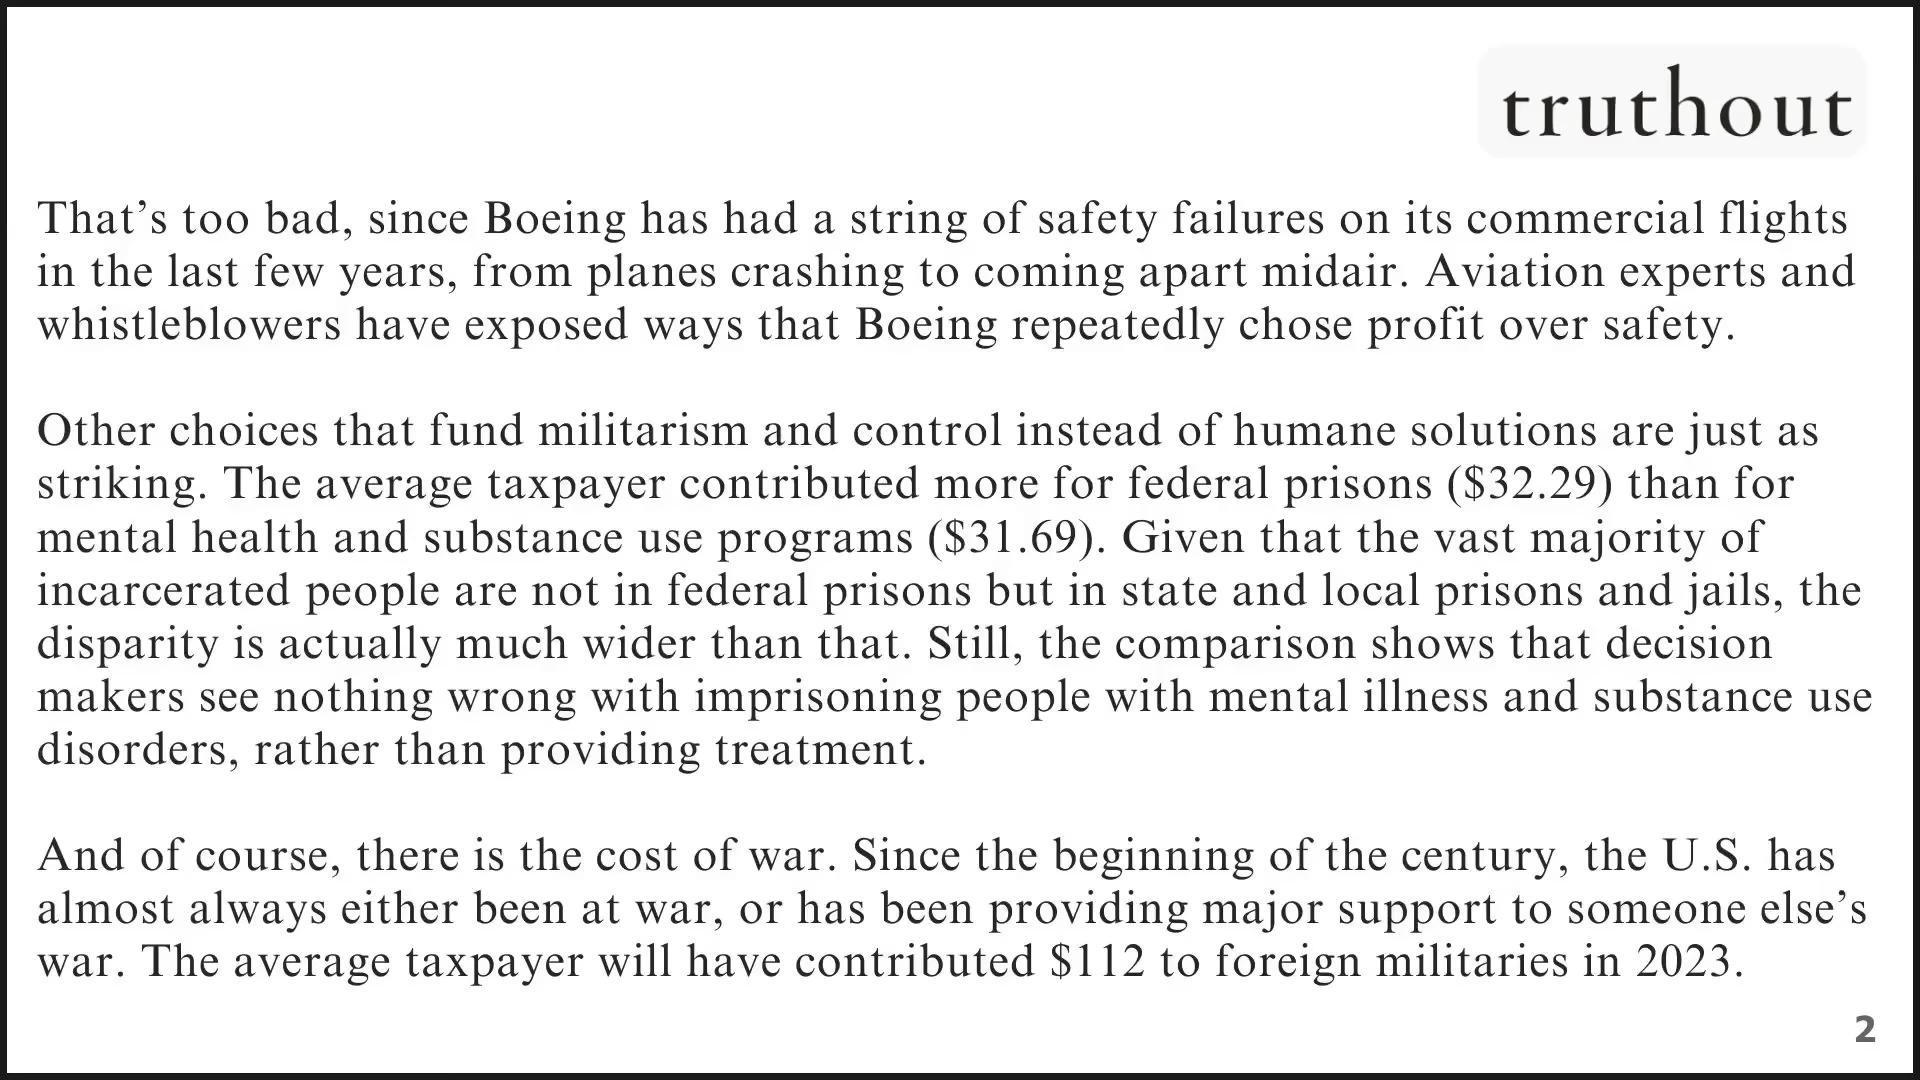 truthout
That’s too bad, since Boeing has had a string of safety failures on its commercial flights
in the last few years, from planes crashing to coming apart midair. Aviation experts and
whistleblowers have exposed ways that Boeing repeatedly chose profit over safety.
Other choices that fund militarism and control instead of humane solutions are just as
striking. The average taxpayer contributed more for federal prisons ($32.29) than for
mental health and substance use programs ($31.69). Given that the vast majority of
incarcerated people are not in federal prisons but in state and local prisons and jails, the
disparity is actually much wider than that. Still, the comparison shows that decision
makers see nothing wrong with imprisoning people with mental illness and substance use
disorders, rather than providing treatment.
And of course, there is the cost of war. Since the beginning of the century, the U.S. has
almost always either been at war, or has been providing major support to someone else’s
war. The average taxpayer will have contributed $112 to foreign militaries in 2023.
2